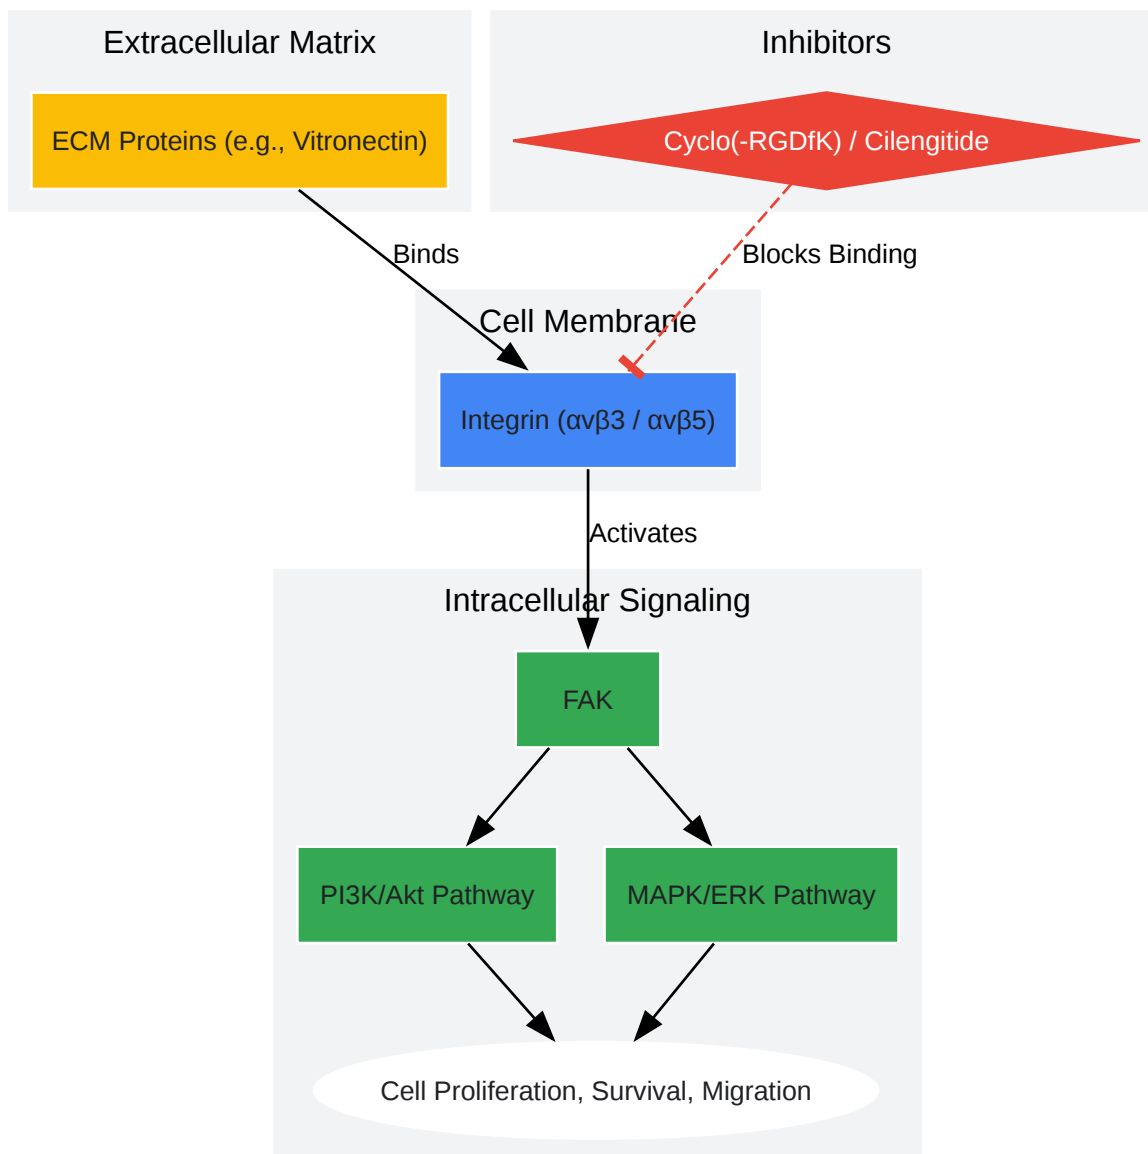 Extracellular Matrix
Inhibitors
ECM Proteins (e.g., Vitronectin)
Cyclo(-RGDfK) / Cilengitide
Binds
Blocks Binding
Cell Membrane
Integrin (αvβ3 / αvβ5)
Activates
Intracellular Signaling
FAK
PI3K/Akt Pathway
MAPK/ERK Pathway
Cell Proliferation, Survival, Migration